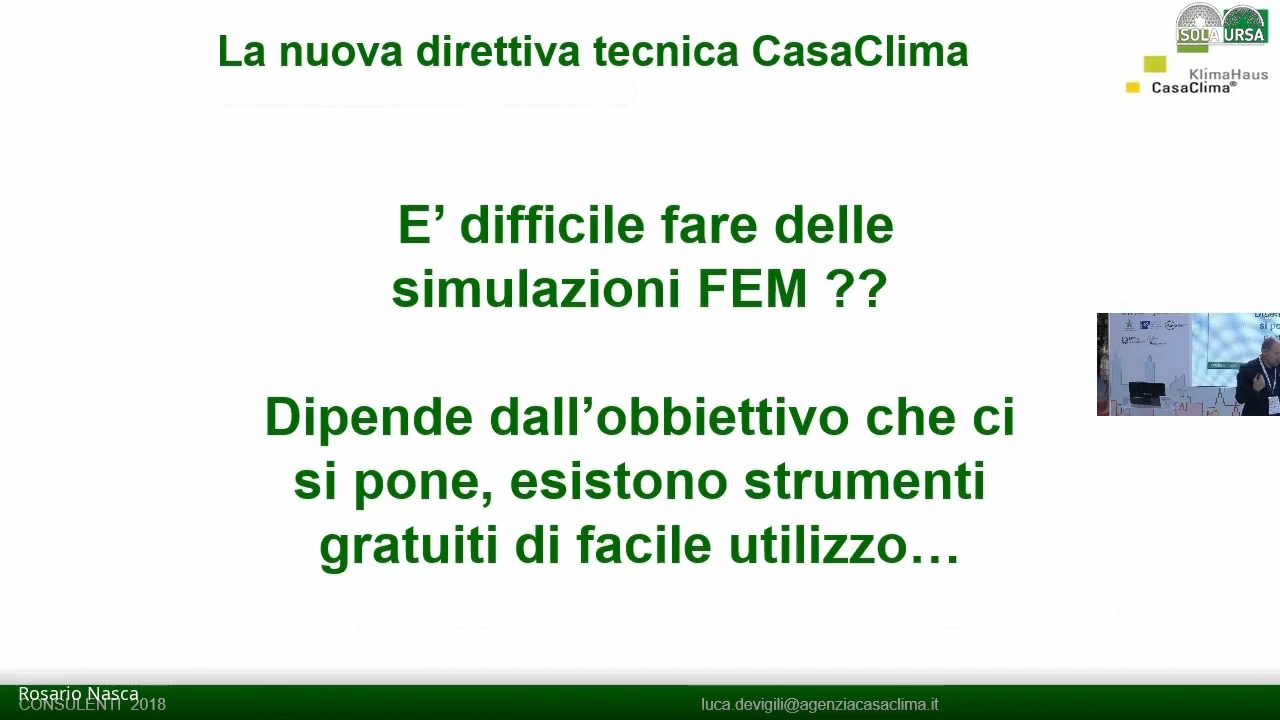 La nuova direttiva tecnica CasaClima
ISOLA URSA
KlimaHaus
CasaClima®
E’ difficile fare delle
simulazioni FEM ??
Dipende dall’obbiettivo che ci
si pone, esistono strumenti
gratuiti di facile utilizzo…
Rosario Nasca
CONSULENTI 2018
luca.devigili@agenziacasaclima.it